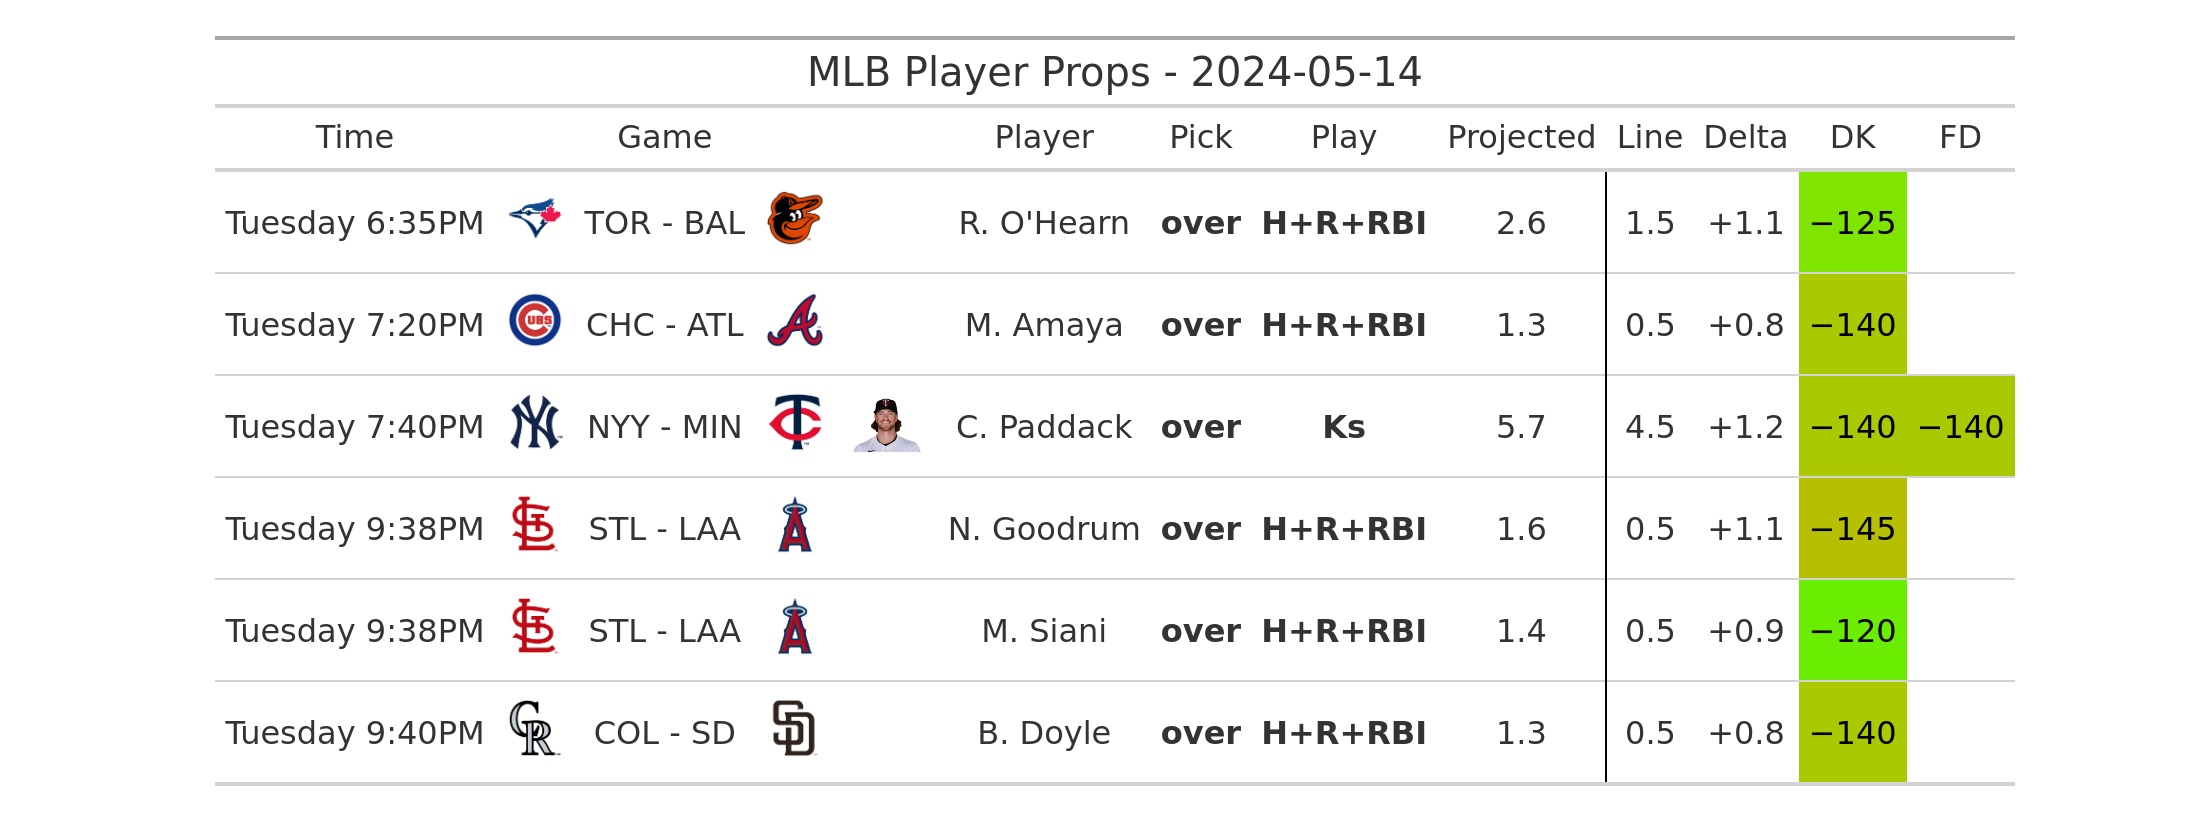 MLB Player Props - 2024-05-14
Time Game Player Pick Play Projected Line Delta DK FD
Tuesday 6:35PM TOR - BAL R. O'Hearn over H+R+RBI 2.6 1.5 +1.1 −125
Tuesday 7:20PM CUBS CHC - ATL M. Amaya over H+R+RBI 1.3 0.5 +0.8 −140
Tuesday 7:40PM NYY - MIN C. Paddack over Ks 5.7 4.5 +1.2 −140 −140
Tuesday 9:38PM STL - LAA N. Goodrum over H+R+RBI 1.6 0.5 +1.1 −145
Tuesday 9:38PM STL - LAA M. Siani over H+R+RBI 1.4 0.5 +0.9 −120
Tuesday 9:40PM COL - SD B. Doyle over H+R+RBI 1.3 0.5 +0.8 −140